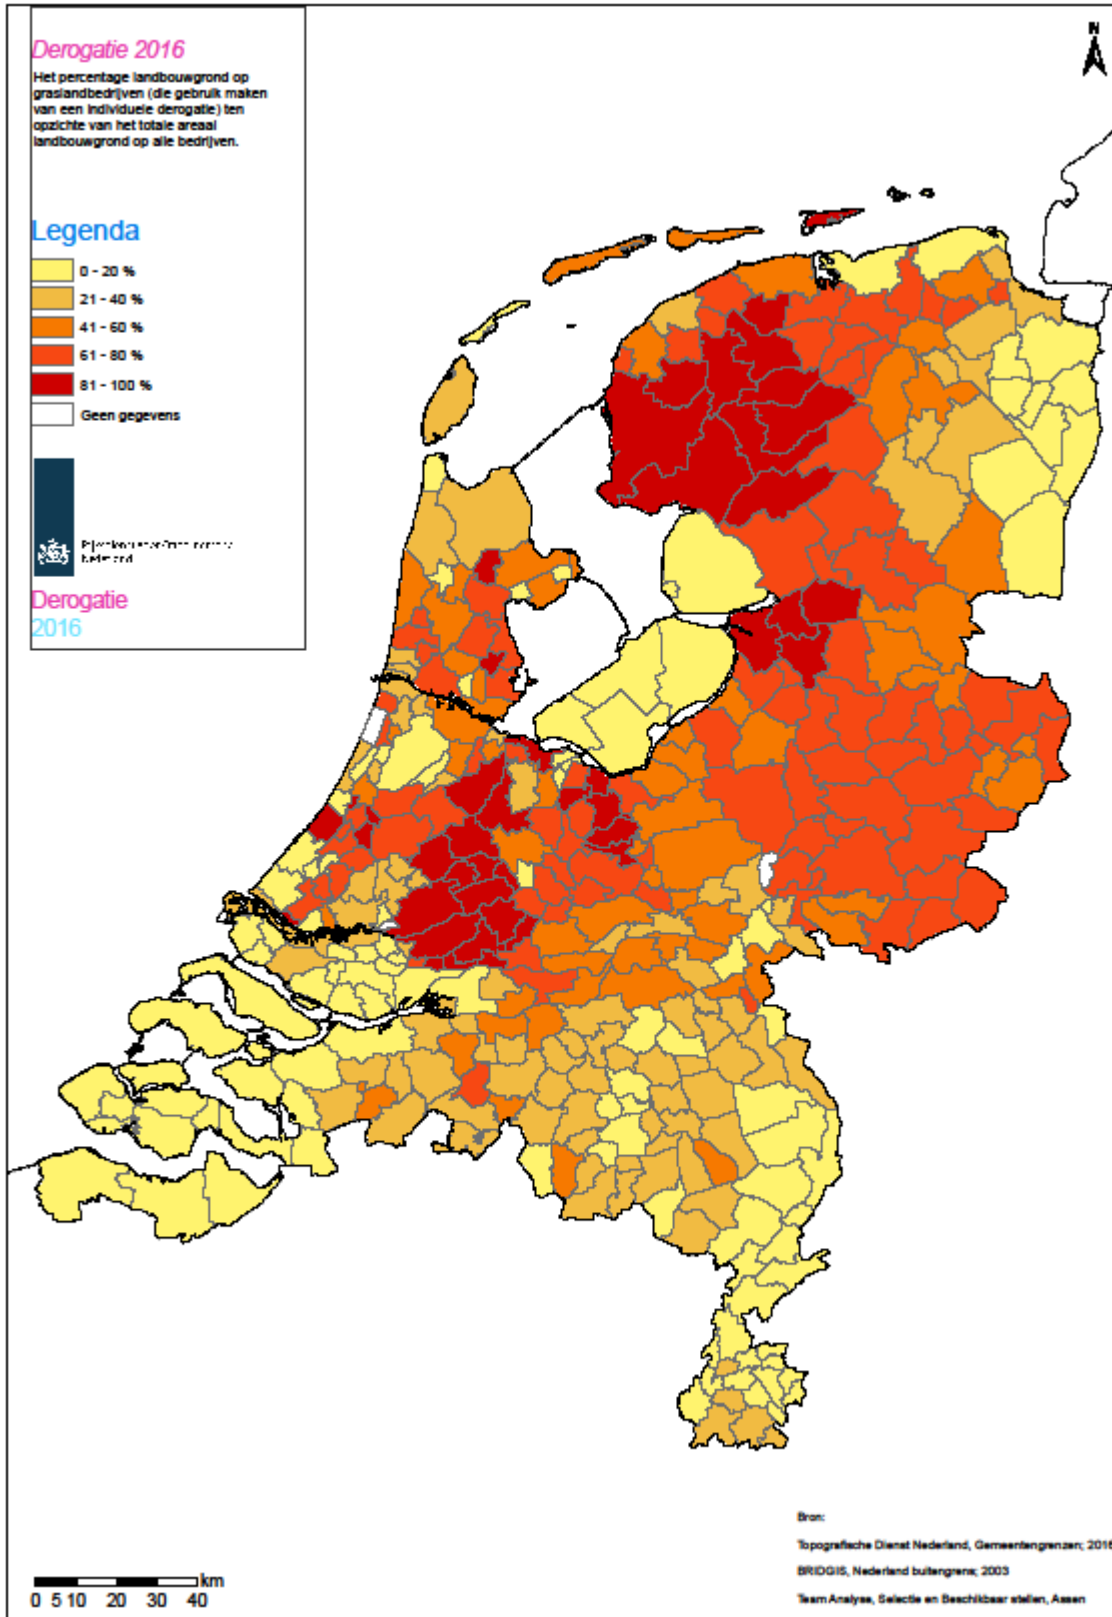 Derogatie 2016
Het percentage landbouwgrond op
graslandbedrijven (die gebruik maken
van een individuele derogatie) ten
opzichte van het totale areaal
landbouwgrond op alle bedrijven.
Legenda
0 - 20 %
21 - 40 %
41 - 60 %
61 - 80 %
81 - 100 %
Geen gegevens
Derogatie
2016
N
km
0 5 10 20 30 40
Bron:
Topografische Dienst Nederland, Gemeentengrenzen; 2016
BRIDGIS, Nederland buitengrens; 2003
Team Analyse, Selectie en Beschikbaar stellen, Assen